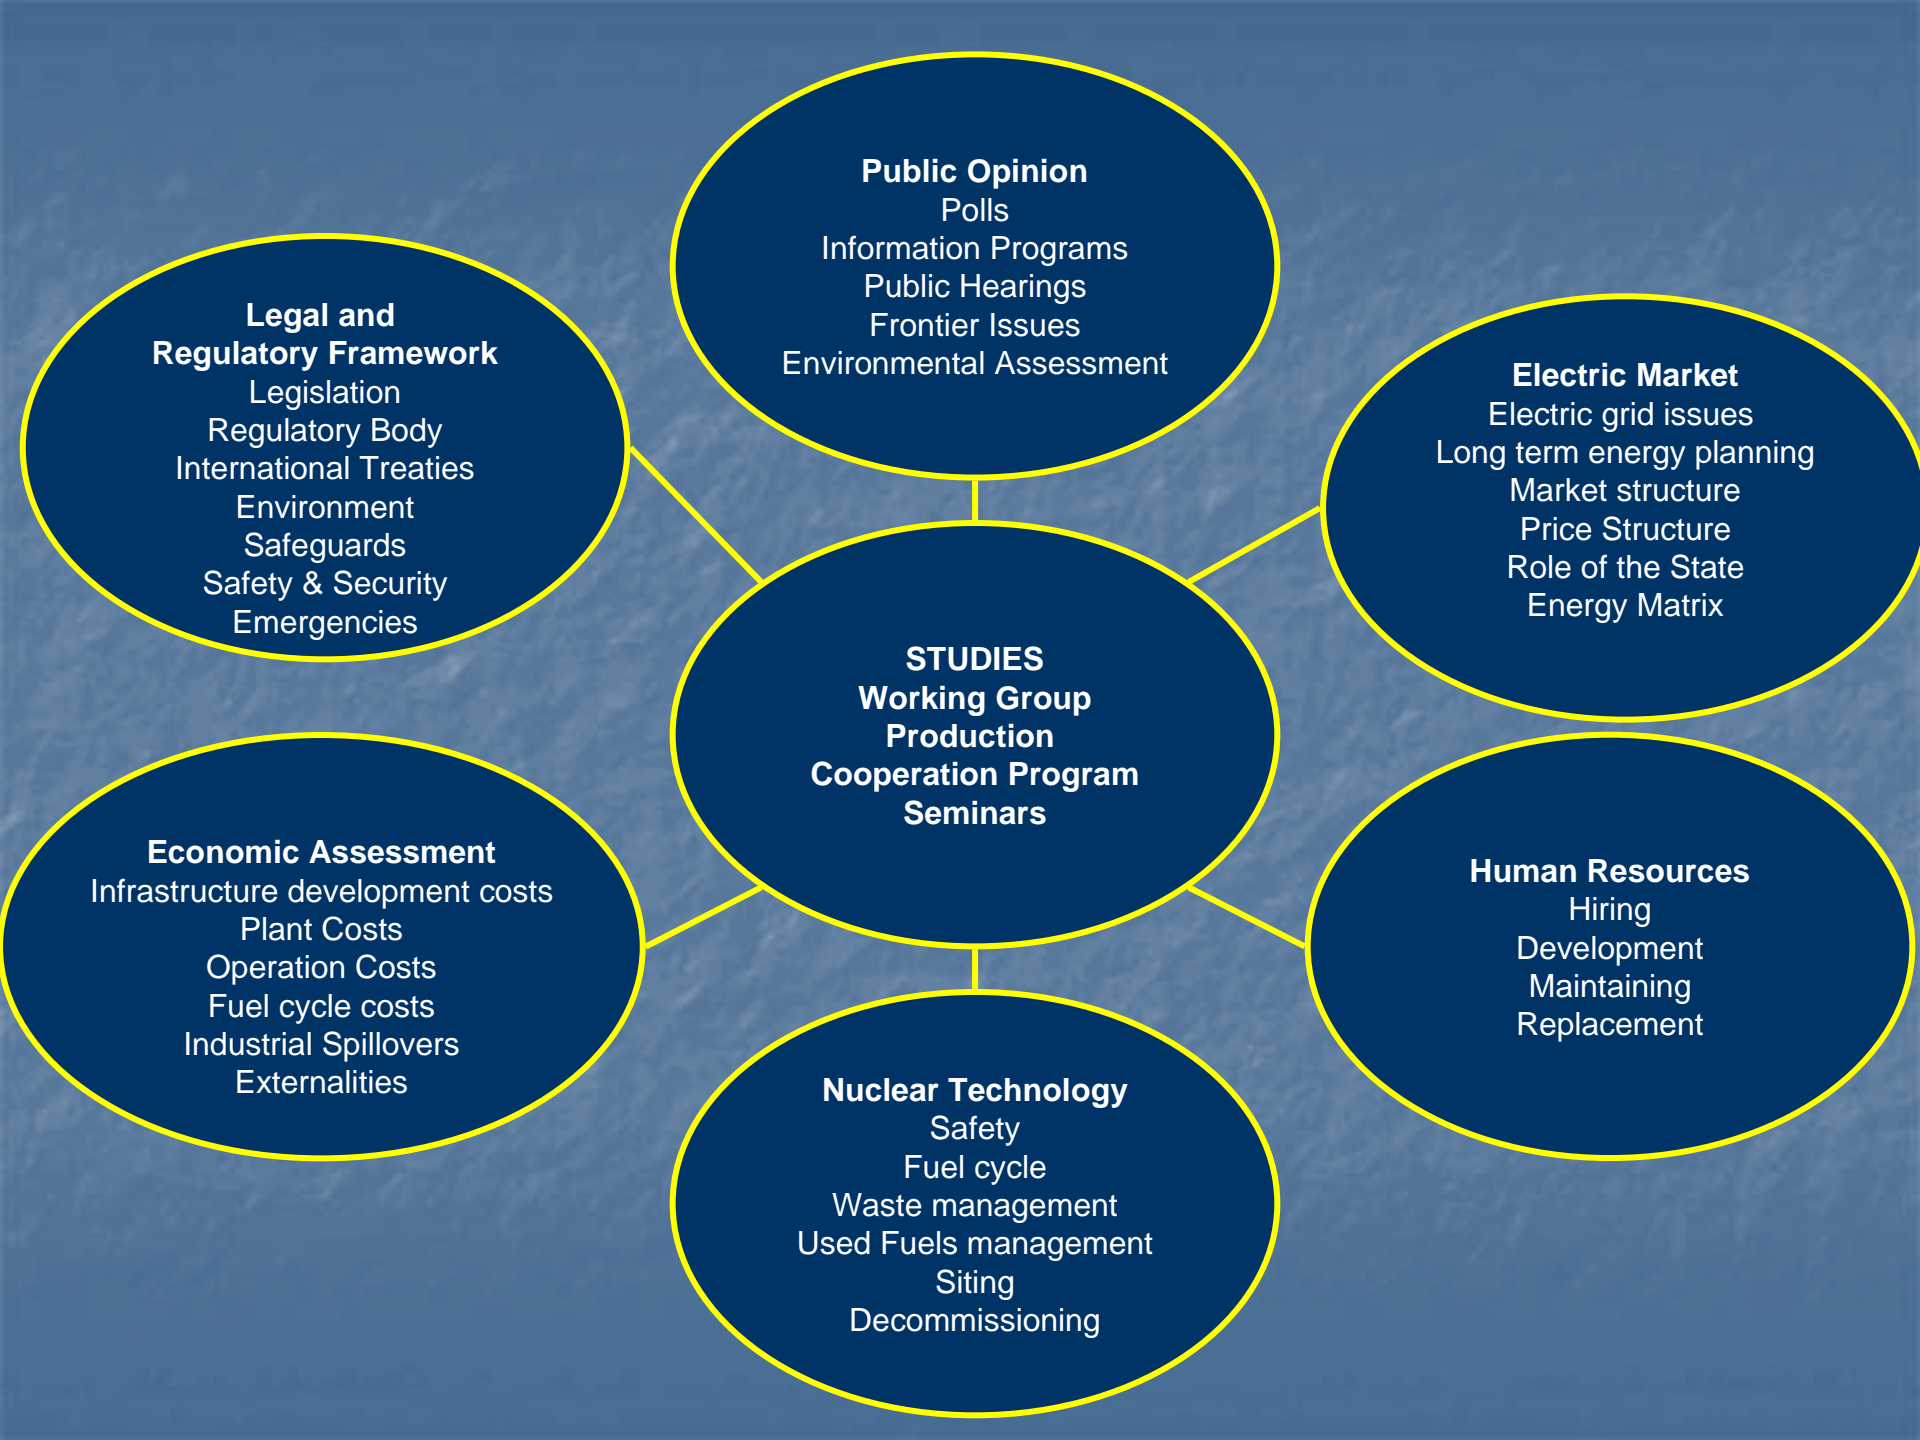 Public Opinion
Polls
Information Programs
Public Hearings
Frontier Issues
Environmental Assessment
Legal and
Regulatory Framework
Legislation
Regulatory Body
International Treaties
Environment
Safeguards
Safety & Security
Emergencies
Electric Market
Electric grid issues
Long term energy planning
Market structure
Price Structure
Role of the State
Energy Matrix
STUDIES
Working Group
Production
Cooperation Program
Seminars
Economic Assessment
Infrastructure development costs
Plant Costs
Operation Costs
Fuel cycle costs
Industrial Spillovers
Externalities
Human Resources
Hiring
Development
Maintaining
Replacement
Nuclear Technology
Safety
Fuel cycle
Waste management
Used Fuels management
Siting
Decommissioning